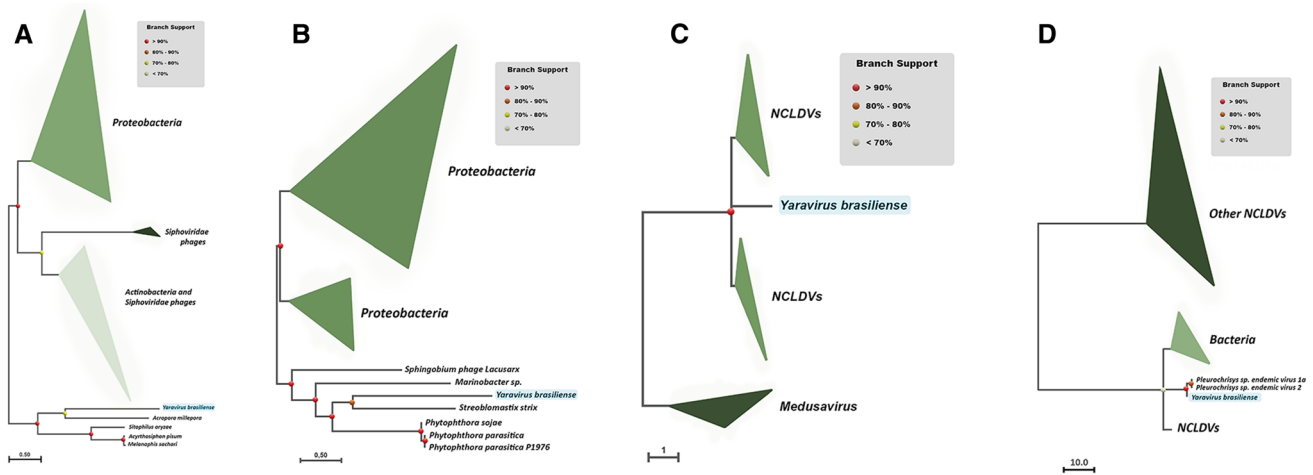 A
Branch Support
> 90%
80% - 90%
70% - 80%
< 70%
Proteobacteria
Siphoviridae
phages
Actinobacteria and
Siphoviridae phages
Yaravirus brasiliense
Acropora millepora
Sitophilus oryzae
Acyrthosiphon pisum
Melanaphis sachari
0.50
B
Branch Support
> 90%
80% - 90%
70% - 80%
< 70%
Proteobacteria
Proteobacteria
Sphingobium phage Lacusarx
Marinobacter sp.
Yaravirus brasiliense
Streblomastix strix
Phytophthora sojae
Phytophthora parasitica
Phytophthora parasitica P1976
0.50
C
Branch Support
> 90%
80% - 90%
70% - 80%
< 70%
NCLDVs
Yaravirus brasiliense
NCLDVs
Medusavirus
1
D
Branch Support
> 90%
80% - 90%
70% - 80%
< 70%
Other NCLDVs
Bacteria
Pleurochrisys sp. endemic virus 1a
Pleurochrisys sp. endemic virus 2
Yaravirus brasiliense
NCLDVs
10.0